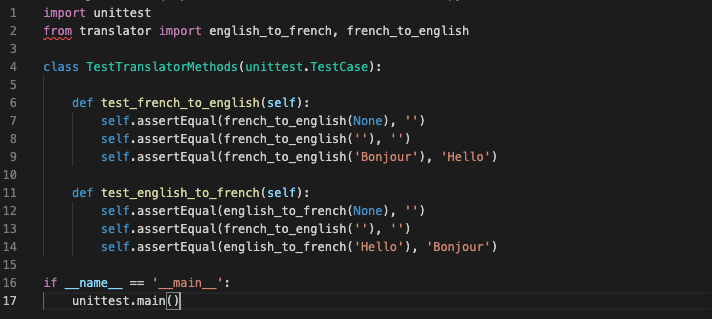 1 import unittest
2 from translator import english_to_french, french_to_english
3
4 class TestTranslatorMethods(unittest.TestCase):
5
6     def test_french_to_english(self):
7         self.assertEqual(french_to_english(None), '')
8         self.assertEqual(french_to_english(''), '')
9         self.assertEqual(french_to_english('Bonjour'), 'Hello')
10
11     def test_english_to_french(self):
12         self.assertEqual(english_to_french(None), '')
13         self.assertEqual(french_to_english(''), '')
14         self.assertEqual(english_to_french('Hello'), 'Bonjour')
15
16 if __name__ == '__main__':
17     unittest.main()